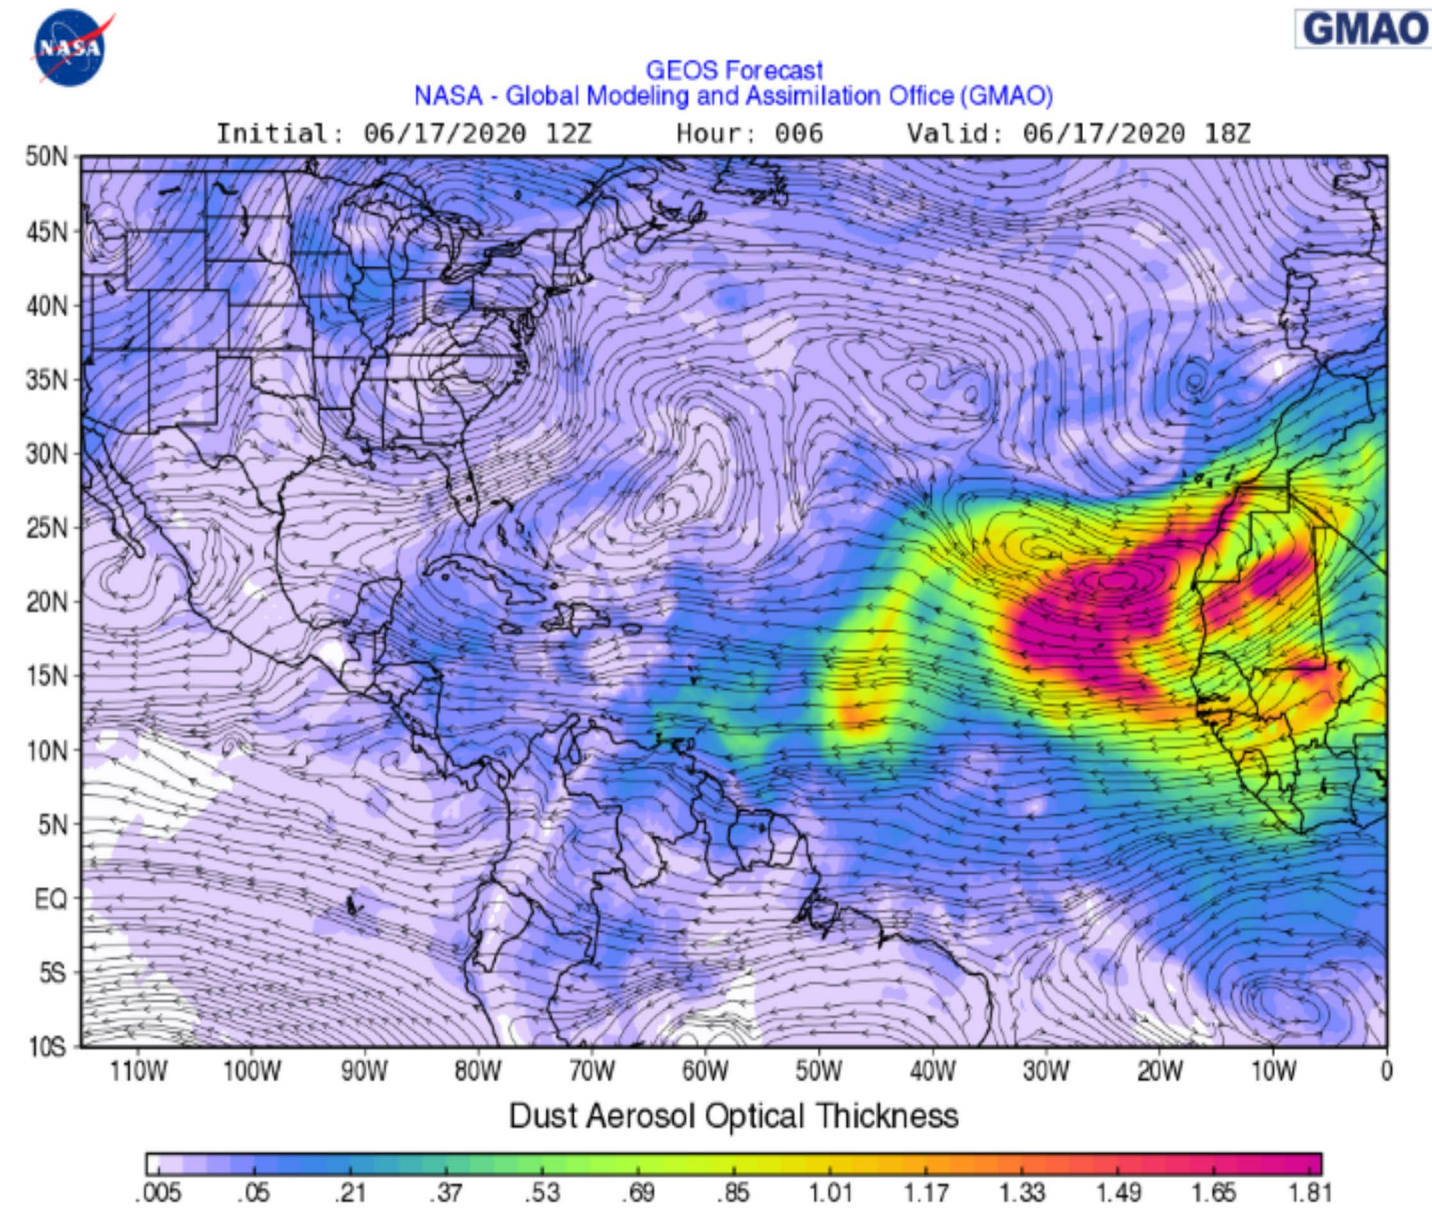 NASA
GMAO
GEOS Forecast
NASA - Global Modeling and Assimilation Office (GMAO)
Initial: 06/17/2020 12Z Hour: 006 Valid: 06/17/2020 18Z
50N
45N
40N
35N
30N
25N
20N
15N
10N
5N
EQ
5S
10S
110W 100W 90W 80W 70W 60W 50W 40W 30W 20W 10W 0
Dust Aerosol Optical Thickness
.005 .05 .21 .37 .53 .69 .85 1.01 1.17 1.33 1.49 1.65 1.81